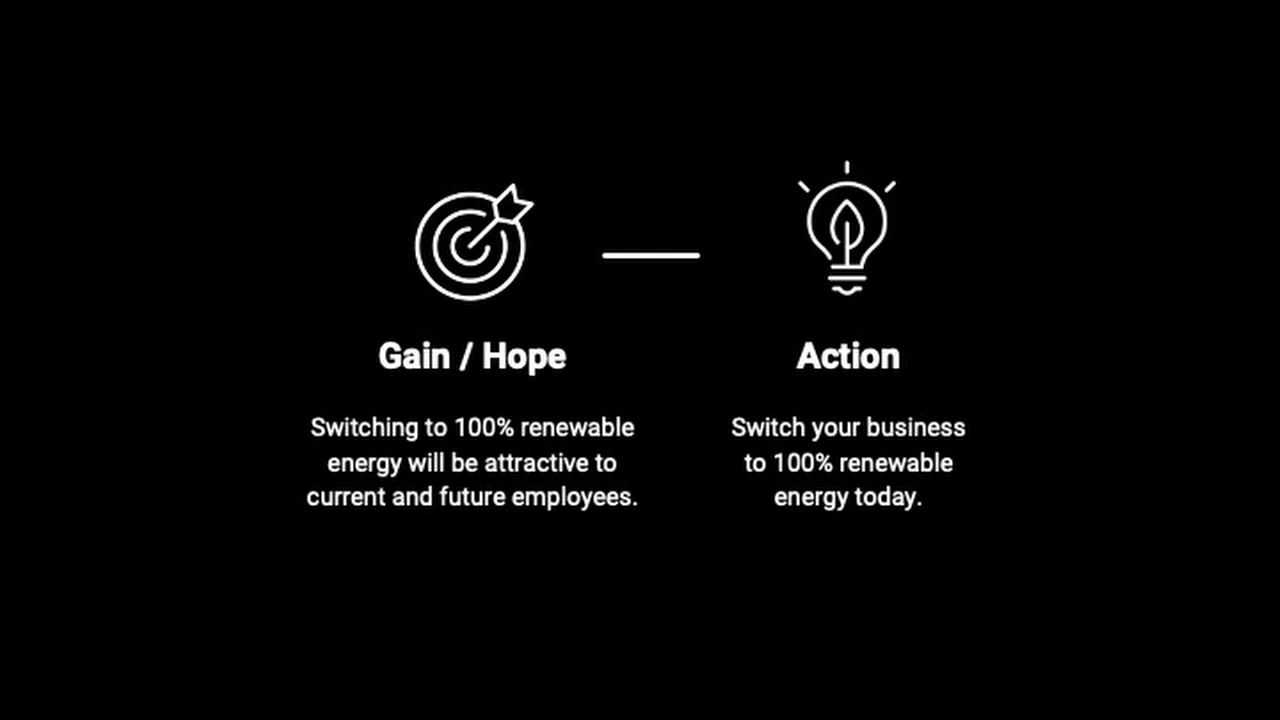 Gain / Hope
Switching to 100% renewable
energy will be attractive to
current and future employees.
Action
Switch your business
to 100% renewable
energy today.